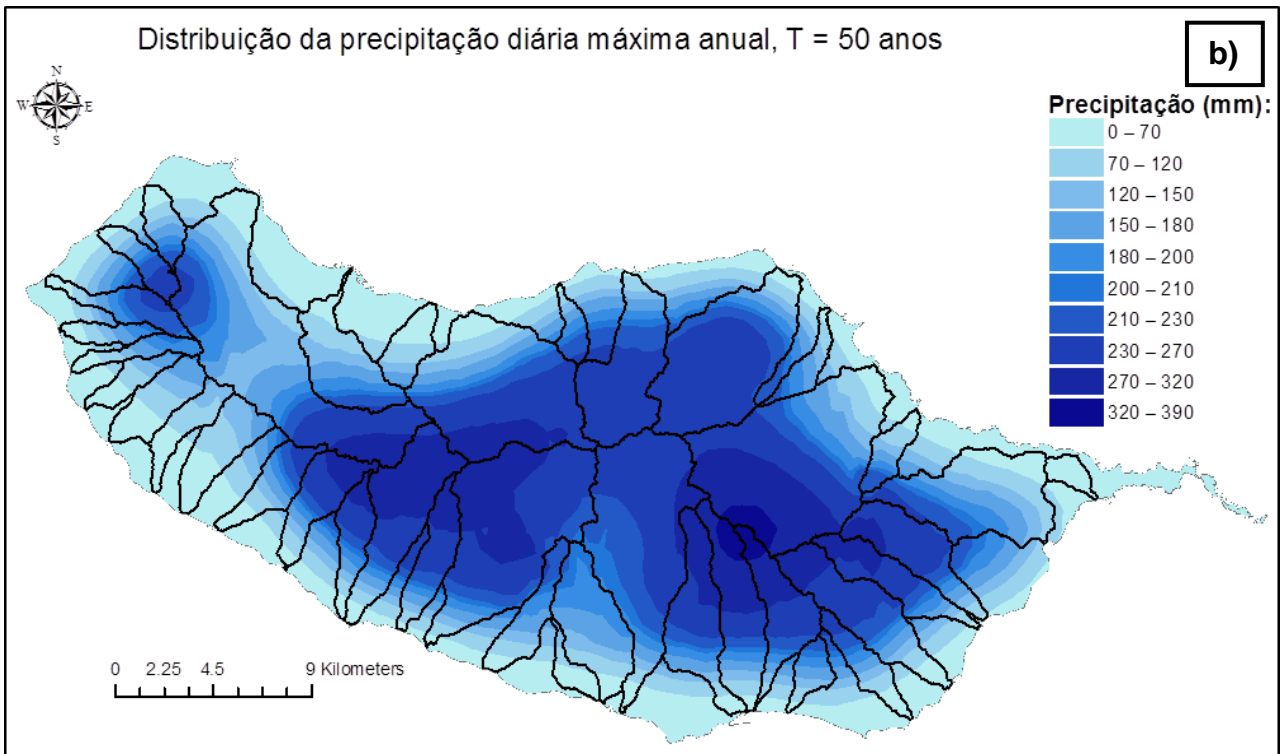 Distribuição da precipitação diária máxima anual, T = 50 anos
b)
N
W E
S
Precipitação (mm):
0 – 70
70 – 120
120 – 150
150 – 180
180 – 200
200 – 210
210 – 230
230 – 270
270 – 320
320 – 390
0 2.25 4.5 9 Kilometers